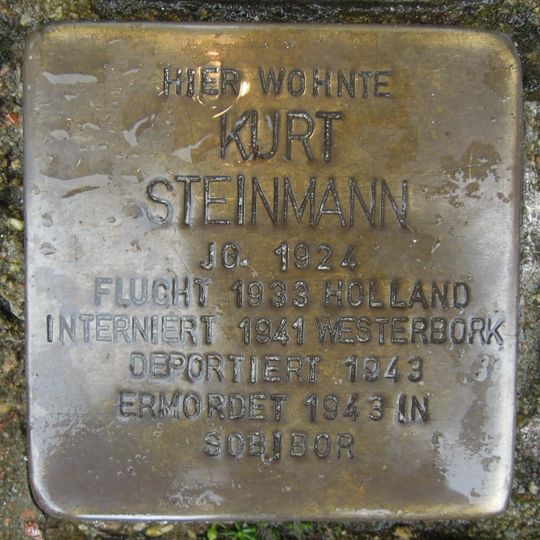 HIER WOHNTE
KURT
STEINMANN
JG. 1924
FLUCHT 1933 HOLLAND
INTERNIERT 1941 WESTERBORK
DEPORTIERT 1943
ERMORDET 1943 IN
SOBIBOR